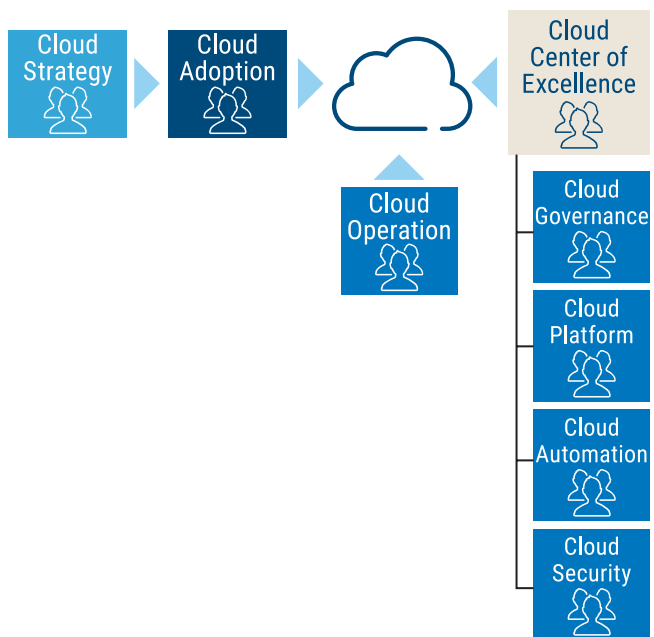 Cloud
Strategy
Cloud
Adoption
Cloud
Center of
Excellence
Cloud
Operation
Cloud
Governance
Cloud
Platform
Cloud
Automation
Cloud
Security